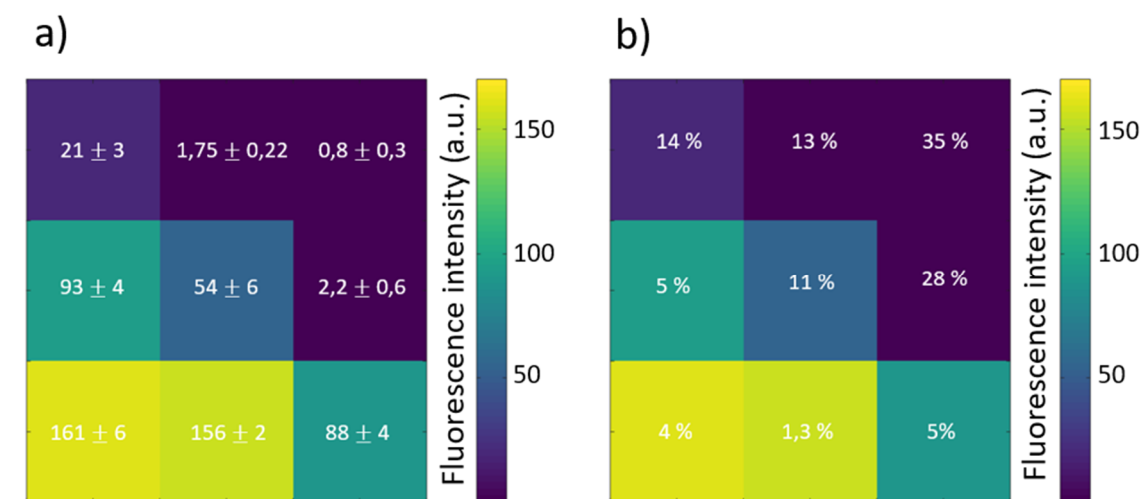 a)
21 ± 3 1,75 ± 0,22 0,8 ± 0,3
93 ± 4 54 ± 6 2,2 ± 0,6
161 ± 6 156 ± 2 88 ± 4
150
100
50
Fluorescence intensity (a.u.)
b)
14 % 13 % 35 %
5 % 11 % 28 %
4 % 1,3 % 5%
150
100
50
Fluorescence intensity (a.u.)